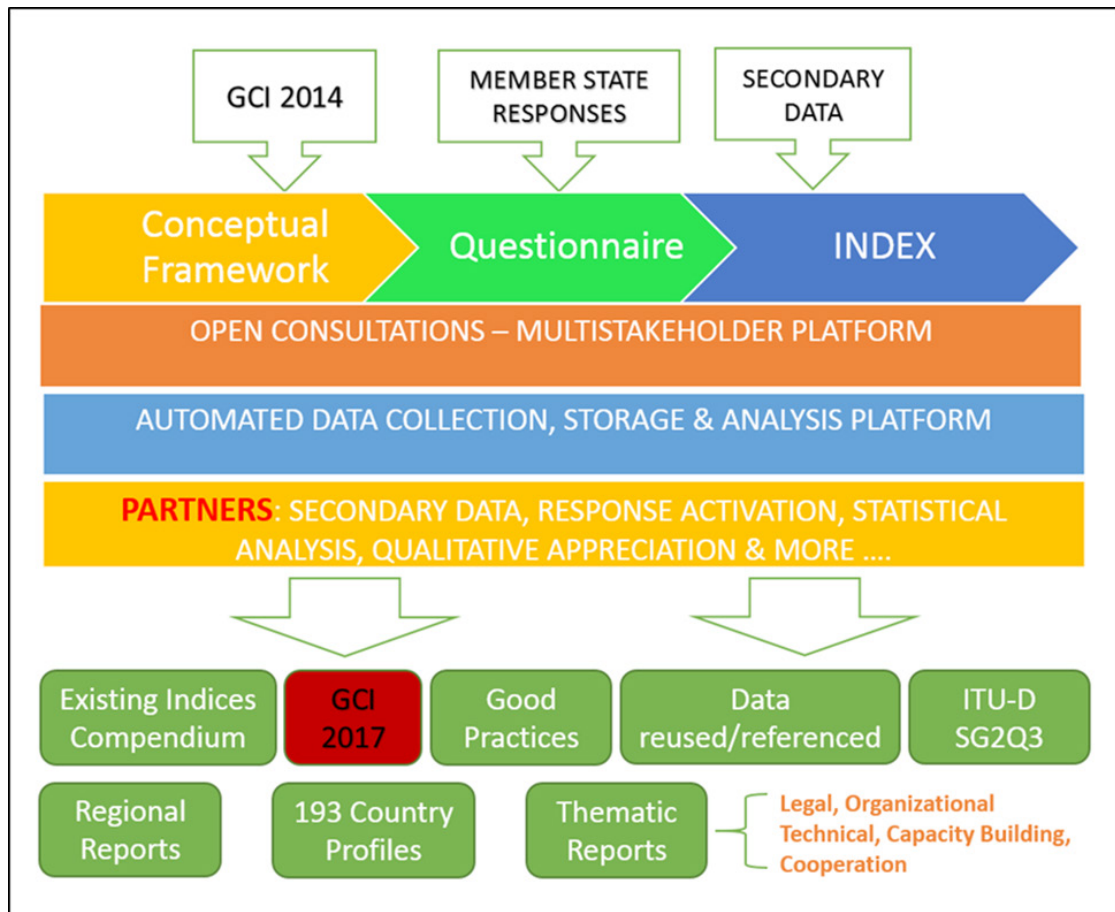 GCI 2014
MEMBER STATE
RESPONSES
SECONDARY
DATA
Conceptual
Framework
Questionnaire
INDEX
OPEN CONSULTATIONS – MULTISTAKEHOLDER PLATFORM
AUTOMATED DATA COLLECTION, STORAGE & ANALYSIS PLATFORM
PARTNERS: SECONDARY DATA, RESPONSE ACTIVATION, STATISTICAL
ANALYSIS, QUALITATIVE APPRECIATION & MORE ....
Existing Indices
Compendium
GCI
2017
Good
Practices
Data
reused/referenced
ITU-D
SG2Q3
Regional
Reports
193 Country
Profiles
Thematic
Reports
Legal, Organizational
Technical, Capacity Building,
Cooperation